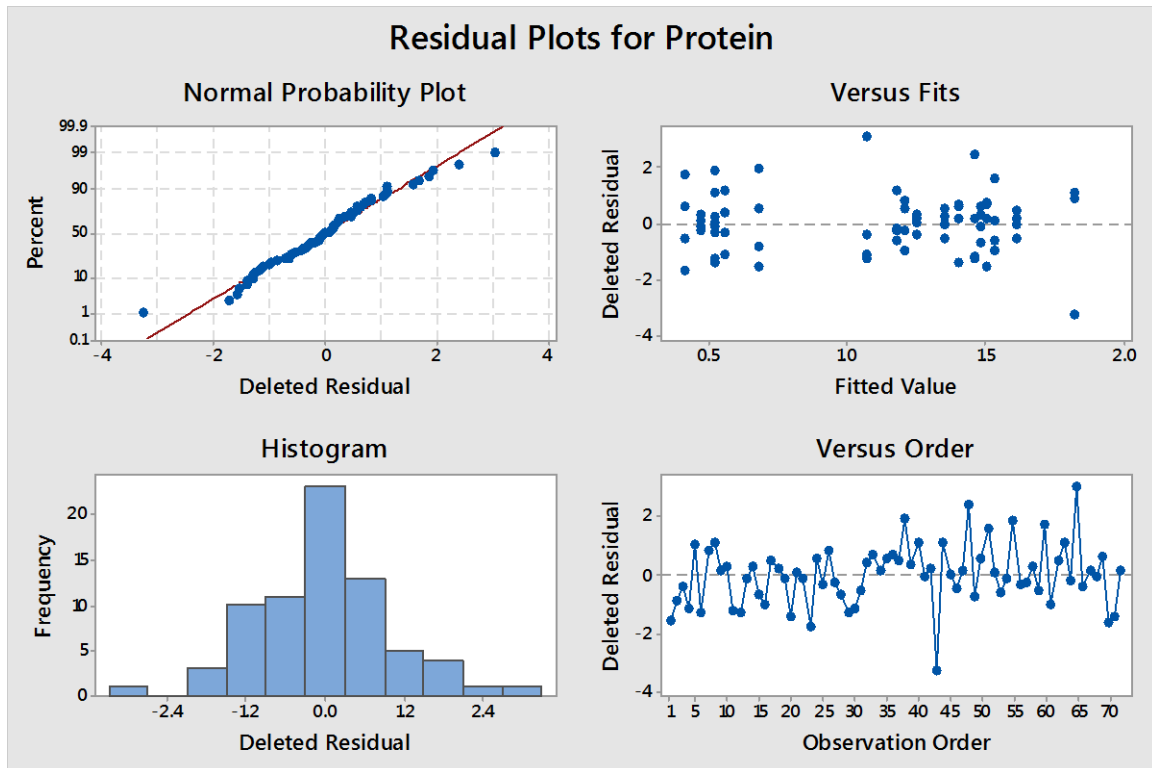 Residual Plots for Protein
Normal Probability Plot
Percent
99.9
99
90
50
10
1
0.1
-4 -2 0 2 4
Deleted Residual
Versus Fits
Deleted Residual
2
0
-2
-4
0.5 10 15 2.0
Fitted Value
Histogram
Frequency
20
15
10
5
0
-2.4 -12 0.0 12 2.4
Deleted Residual
Versus Order
Deleted Residual
2
0
-2
-4
1 5 10 15 20 25 30 35 40 45 50 55 60 65 70
Observation Order